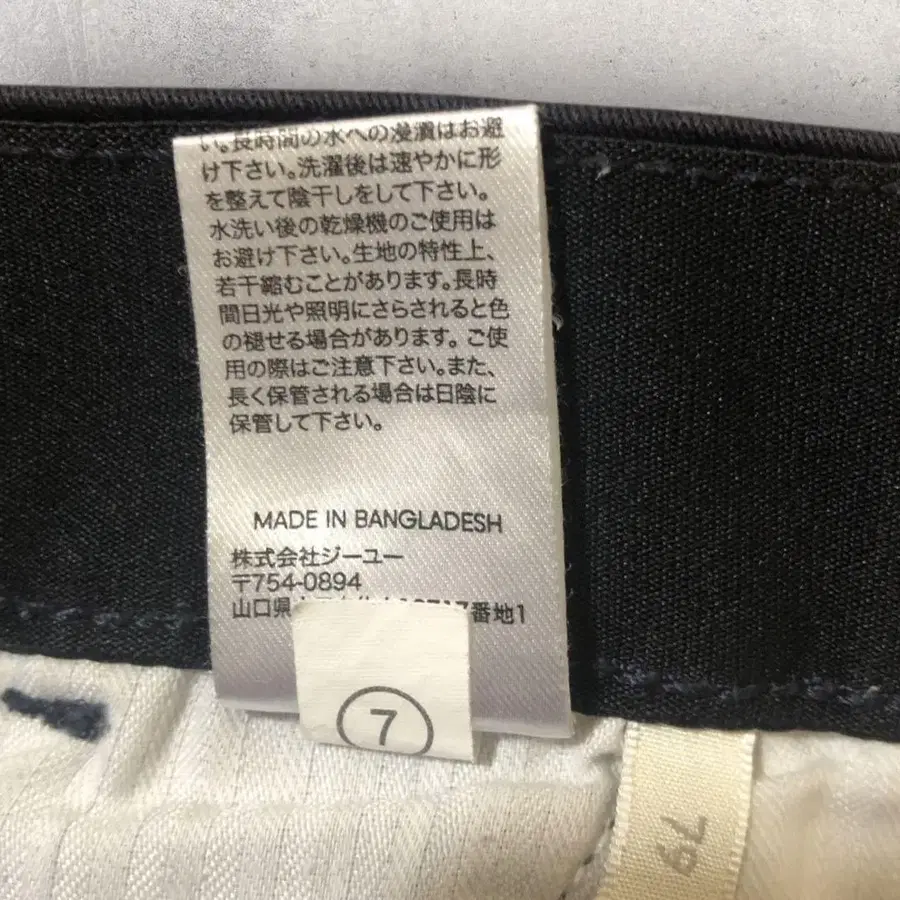 い。長時間の水への浸漬はお避
け下さい。洗濯後は速やかに形
を整えて陰干しをして下さい。
水洗い後の乾燥機のご使用は
お避け下さい。生地の特性上、
若干縮むことがあります。長時
間日光や照明にさらされると色
の褪せる場合があります。ご使
用の際はご注意下さい。また、
長く保管される場合は日陰に
保管して下さい。
MADE IN BANGLADESH
株式会社ジーユー
〒754-0894
山口県 番地1
7
79